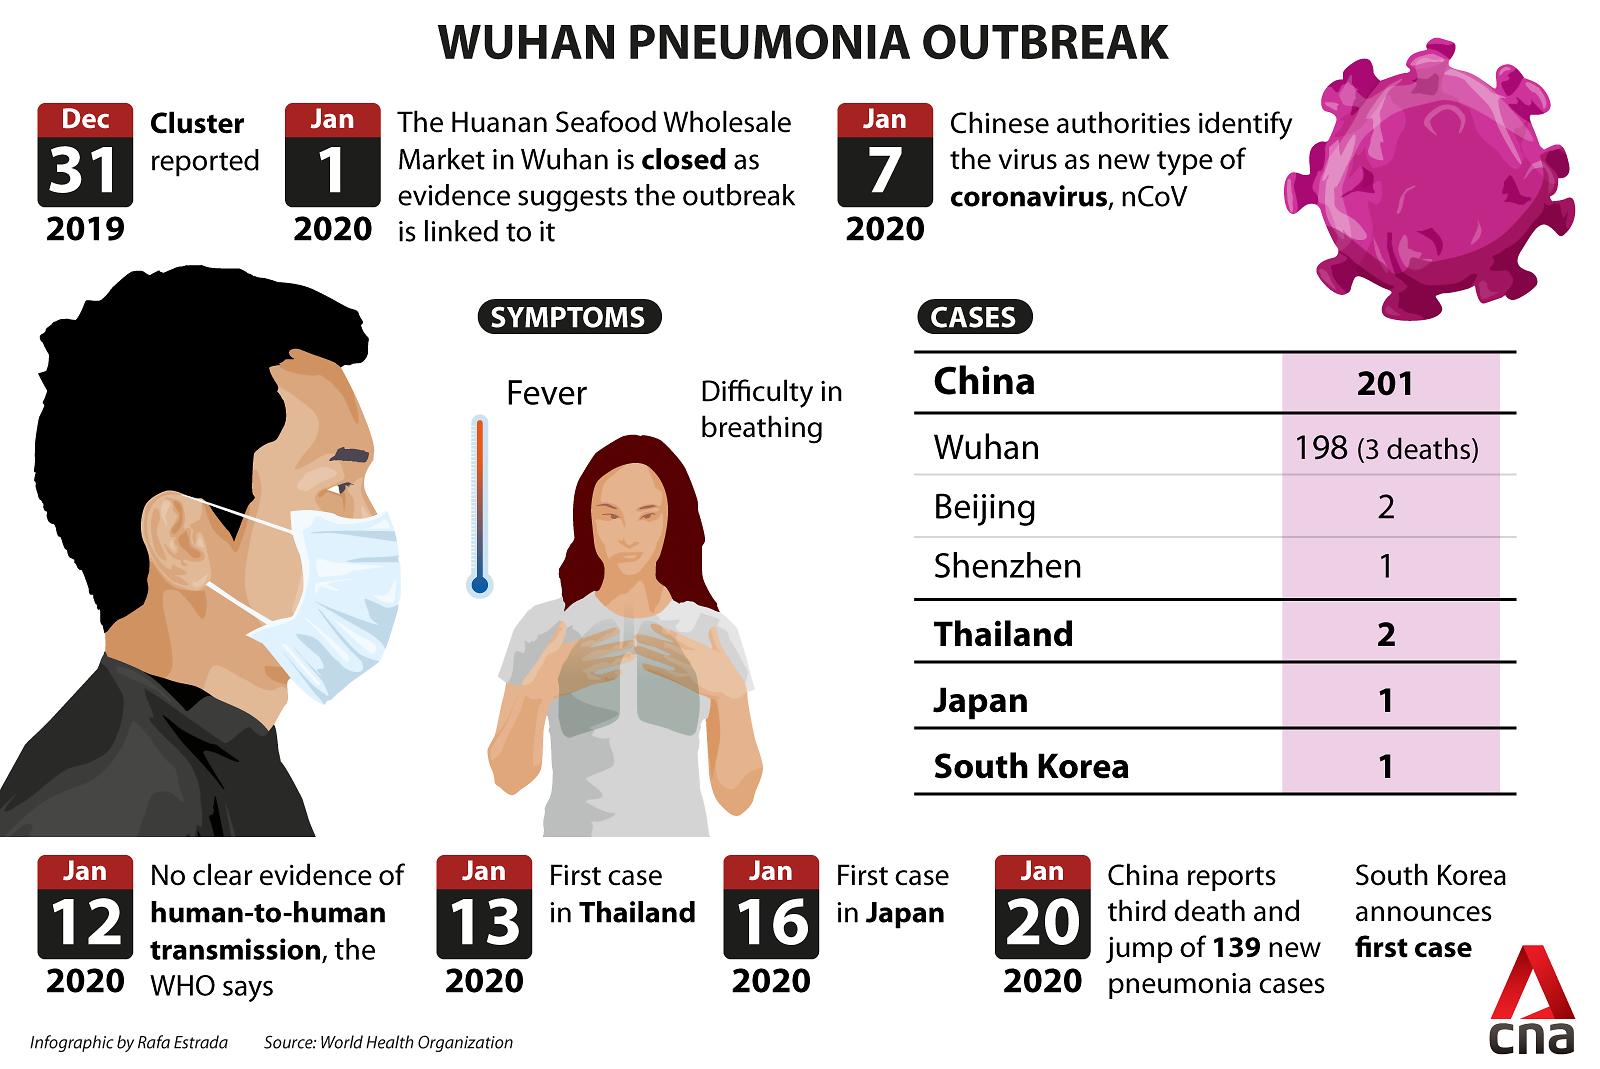 WUHAN PNEUMONIA OUTBREAK
Dec
31
2019
Cluster
reported
Jan
1
2020
The Huanan Seafood Wholesale
Market in Wuhan is closed as
evidence suggests the outbreak
is linked to it
Jan
7
2020
Chinese authorities identify
the virus as new type of
coronavirus, nCoV
SYMPTOMS
Fever
Difficulty in
breathing
CASES
China 201
Wuhan 198 (3 deaths)
Beijing 2
Shenzhen 1
Thailand 2
Japan 1
South Korea 1
Jan
12
2020
No clear evidence of
human-to-human
transmission, the
WHO says
Jan
13
2020
First case
in Thailand
Jan
16
2020
First case
in Japan
Jan
20
2020
China reports
third death and
jump of 139 new
pneumonia cases
South Korea
announces
first case
Infographic by Rafa Estrada Source: World Health Organization
cna